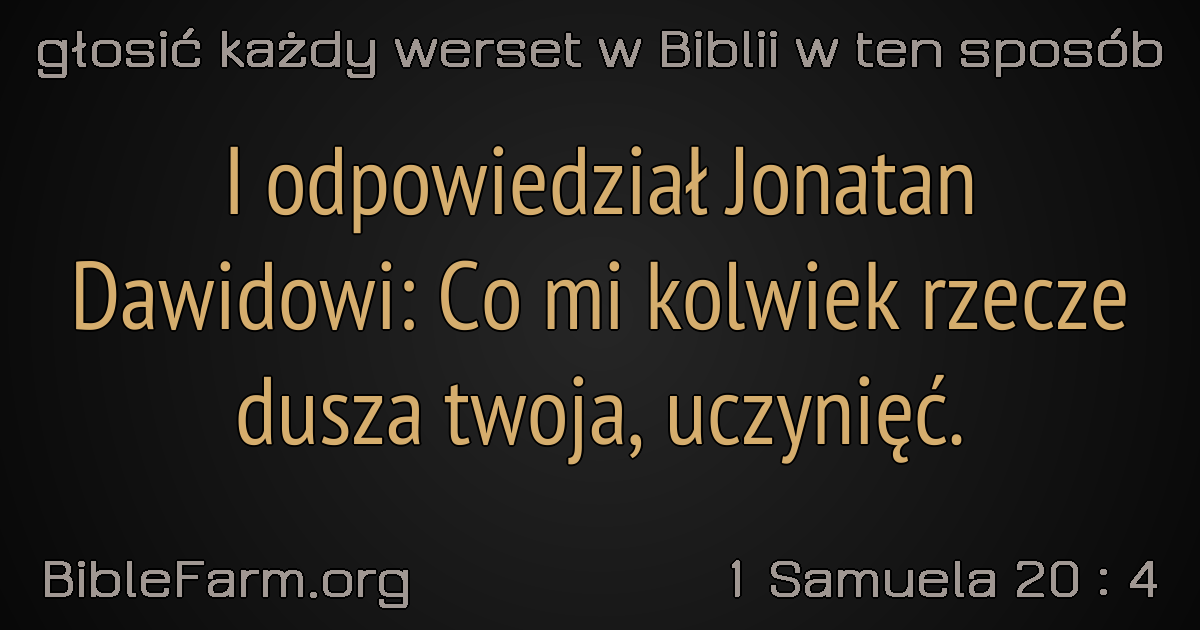 głosić każdy werset w Biblii w ten sposób
I odpowiedział Jonatan
Dawidowi: Co mi kolwiek rzecze
dusza twoja, uczynięć.
BibleFarm.org
1 Samuela 20 : 4